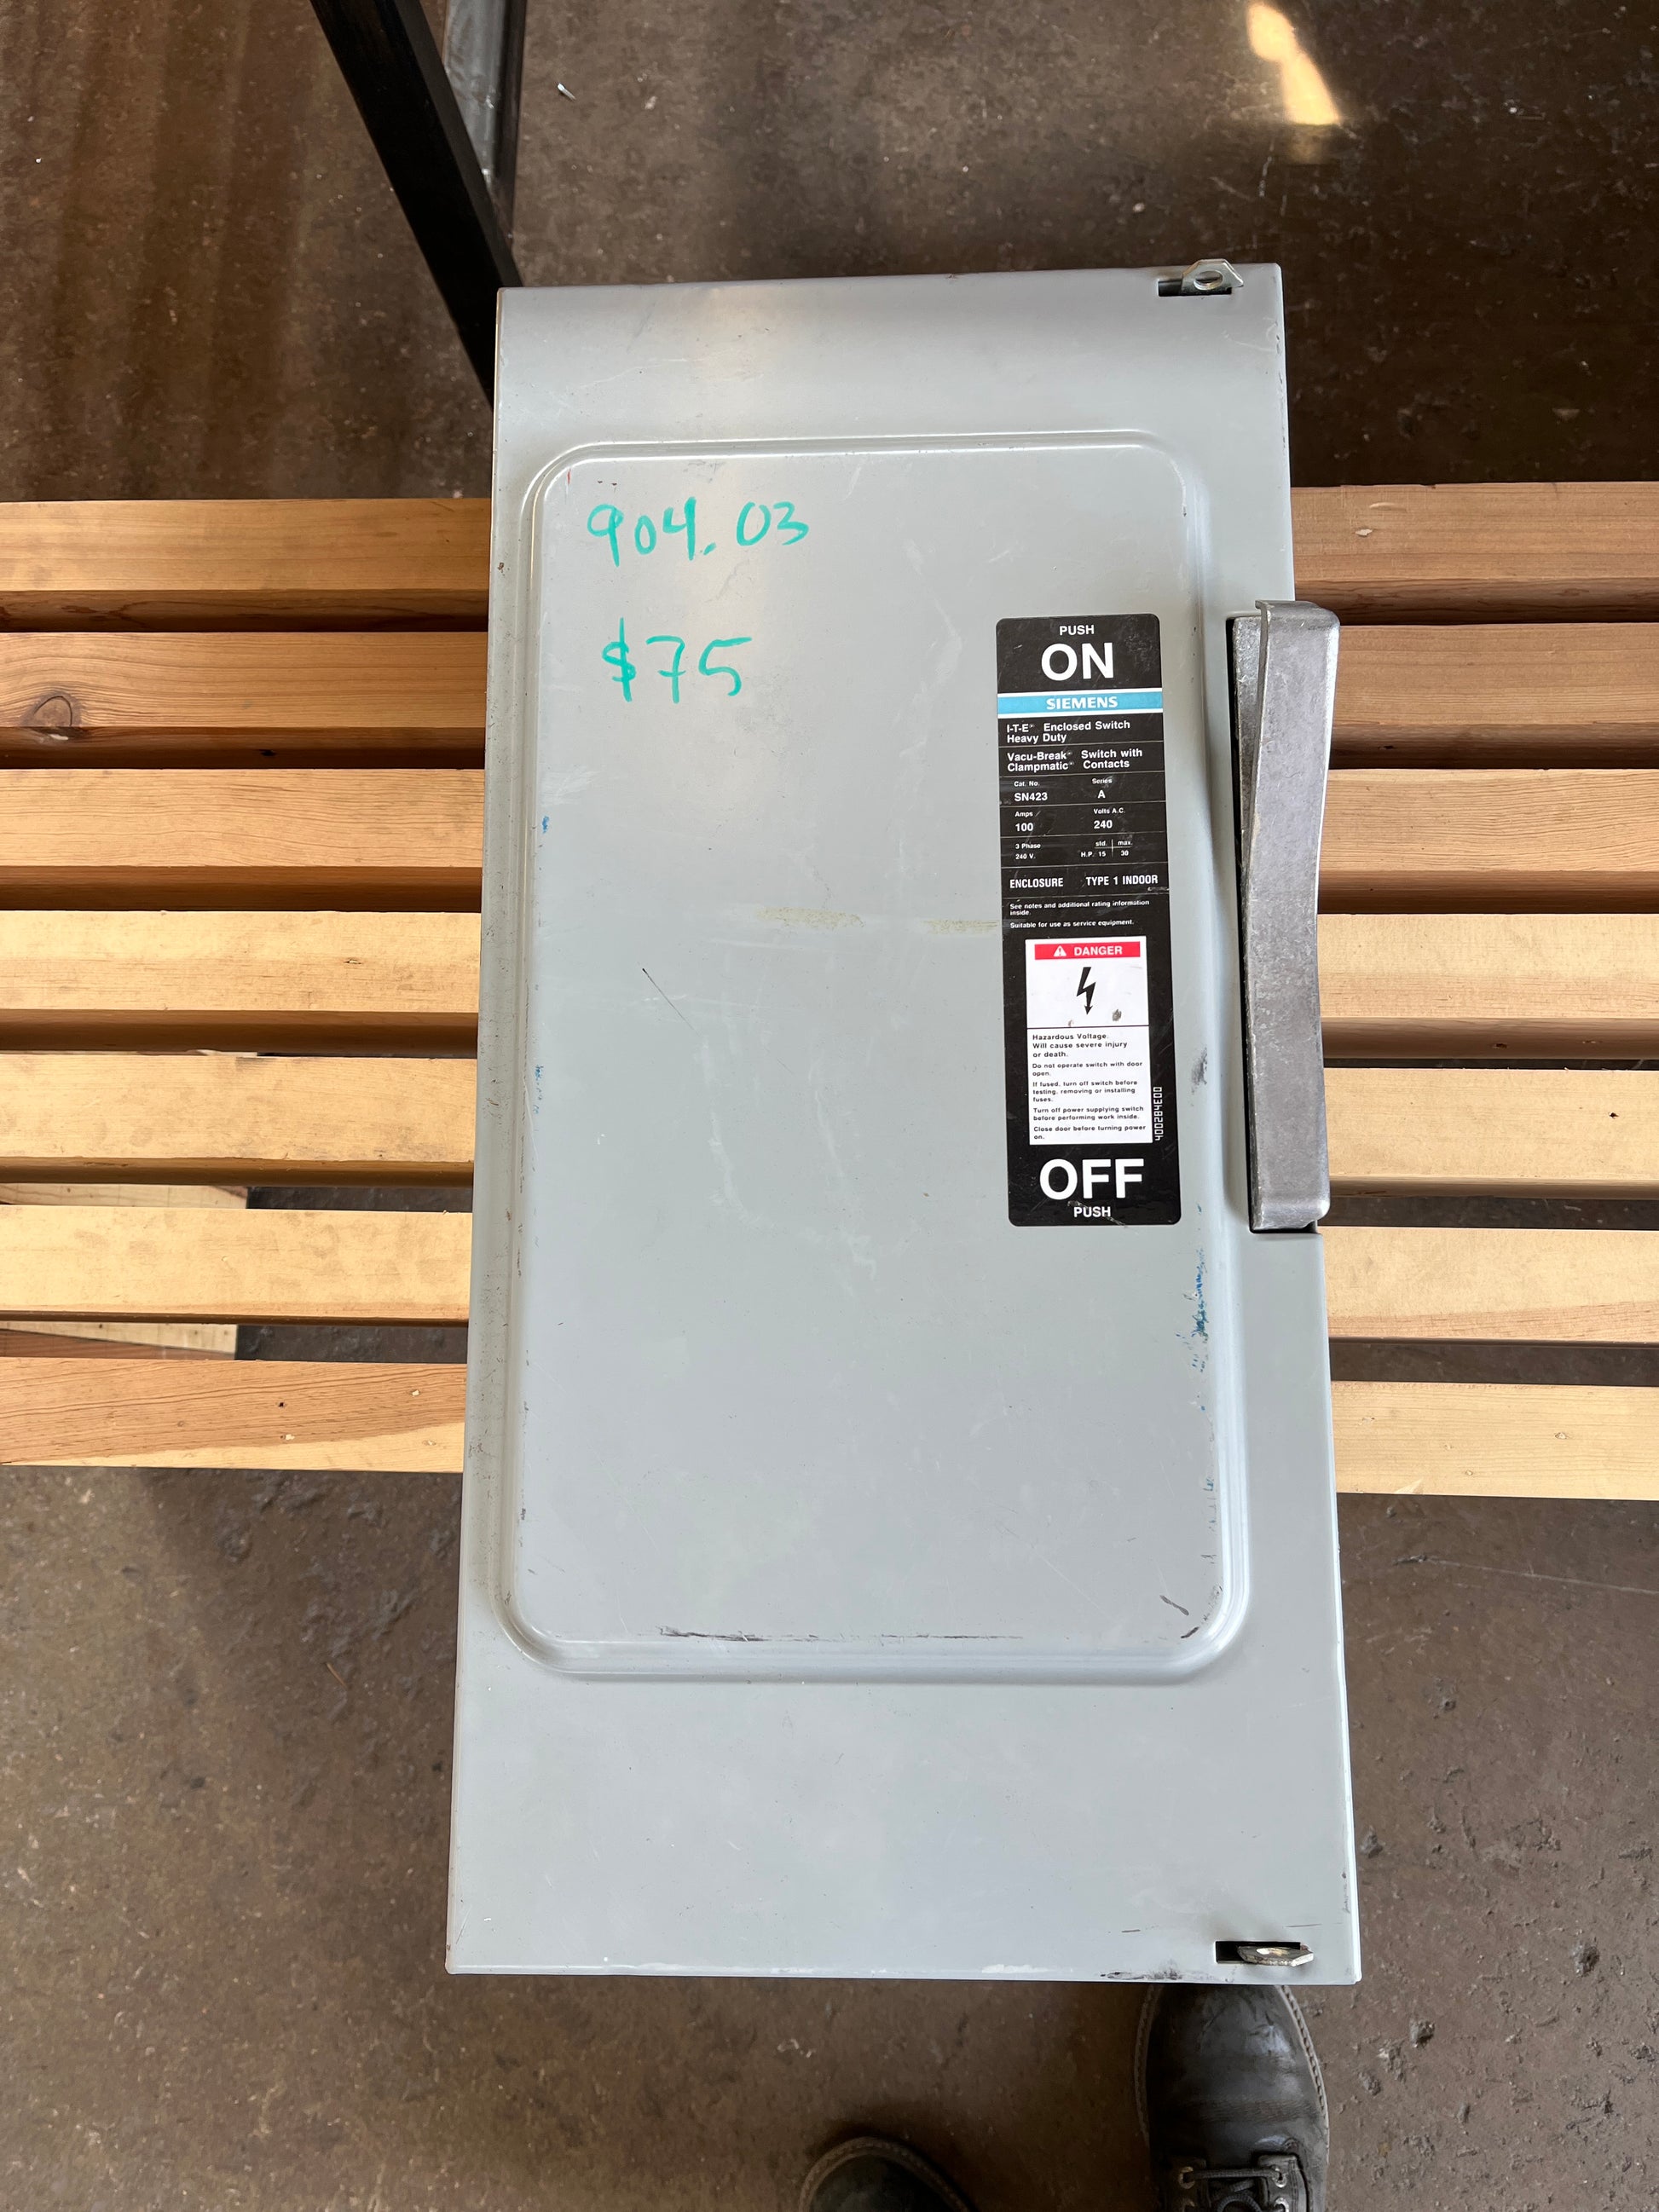 904.03
$75
PUSH
ON
SIEMENS
I-T-E® Enclosed Switch
Heavy Duty
Vacu-Break® Switch with
Clampmatic® Contacts
Cat. No. Series
SN423 A
Amps Volts A.C.
100 240
3 Phase std. max.
240 V. H.P. 15 30
ENCLOSURE TYPE 1 INDOOR
See notes and additional rating information
inside.
Suitable for use as service equipment.
DANGER
Hazardous Voltage.
Will cause severe injury
or death.
Do not operate switch with door
open.
If fused, turn off switch before
testing, removing or installing
fuses.
Turn off power supplying switch
before performing work inside.
Close door before turning power
on.
OFF
PUSH